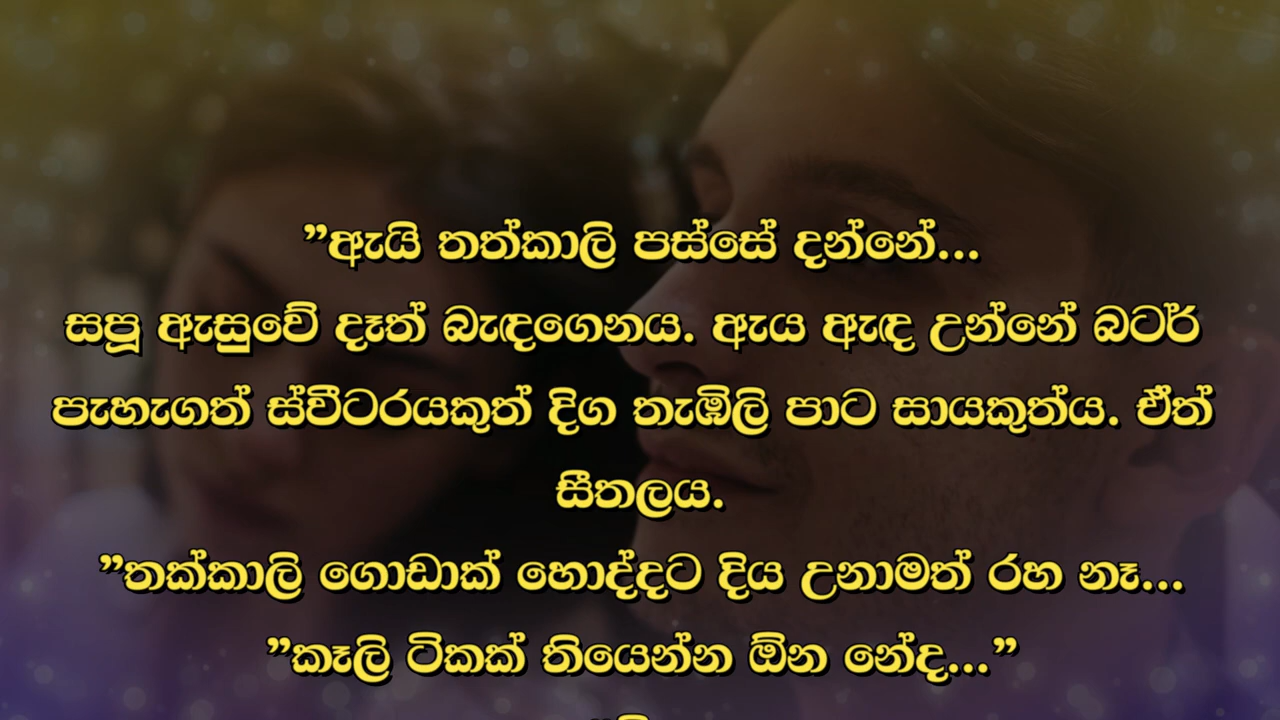 ”ඇයි තත්කාලි පස්සේ දන්නේ...
සපූ ඇසුවේ දෑත් බැඳගෙනය. ඇය ඇඳ උන්නේ බටර්
පැහැගත් ස්වීටරයකුත් දිග තැඹිලි පාට සායකුත්ය. ඒත්
සීතලය.
”තක්කාලි ගොඩාක් හොද්දට දිය උනාමත් රහ නෑ...
”කෑලි ටිකක් තියෙන්න ඕන නේද...”